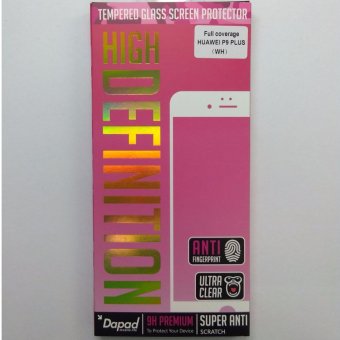 TEMPERED GLASS SCREEN PROTECTOR
Full coverage
HUAWEI P9 PLUS
(WH)
HIGH
DEFINITION
ANTI
FINGERPRINT
ULTRA
CLEAR
Dapad
9H PREMIUM
To Protect Your Device
SUPER ANTI
SCRATCH